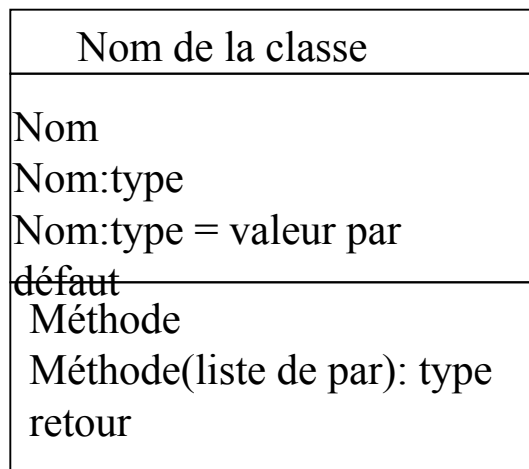 Nom de la classe
Nom
Nom:type
Nom:type = valeur par
défaut
Méthode
Méthode(liste de par): type
retour